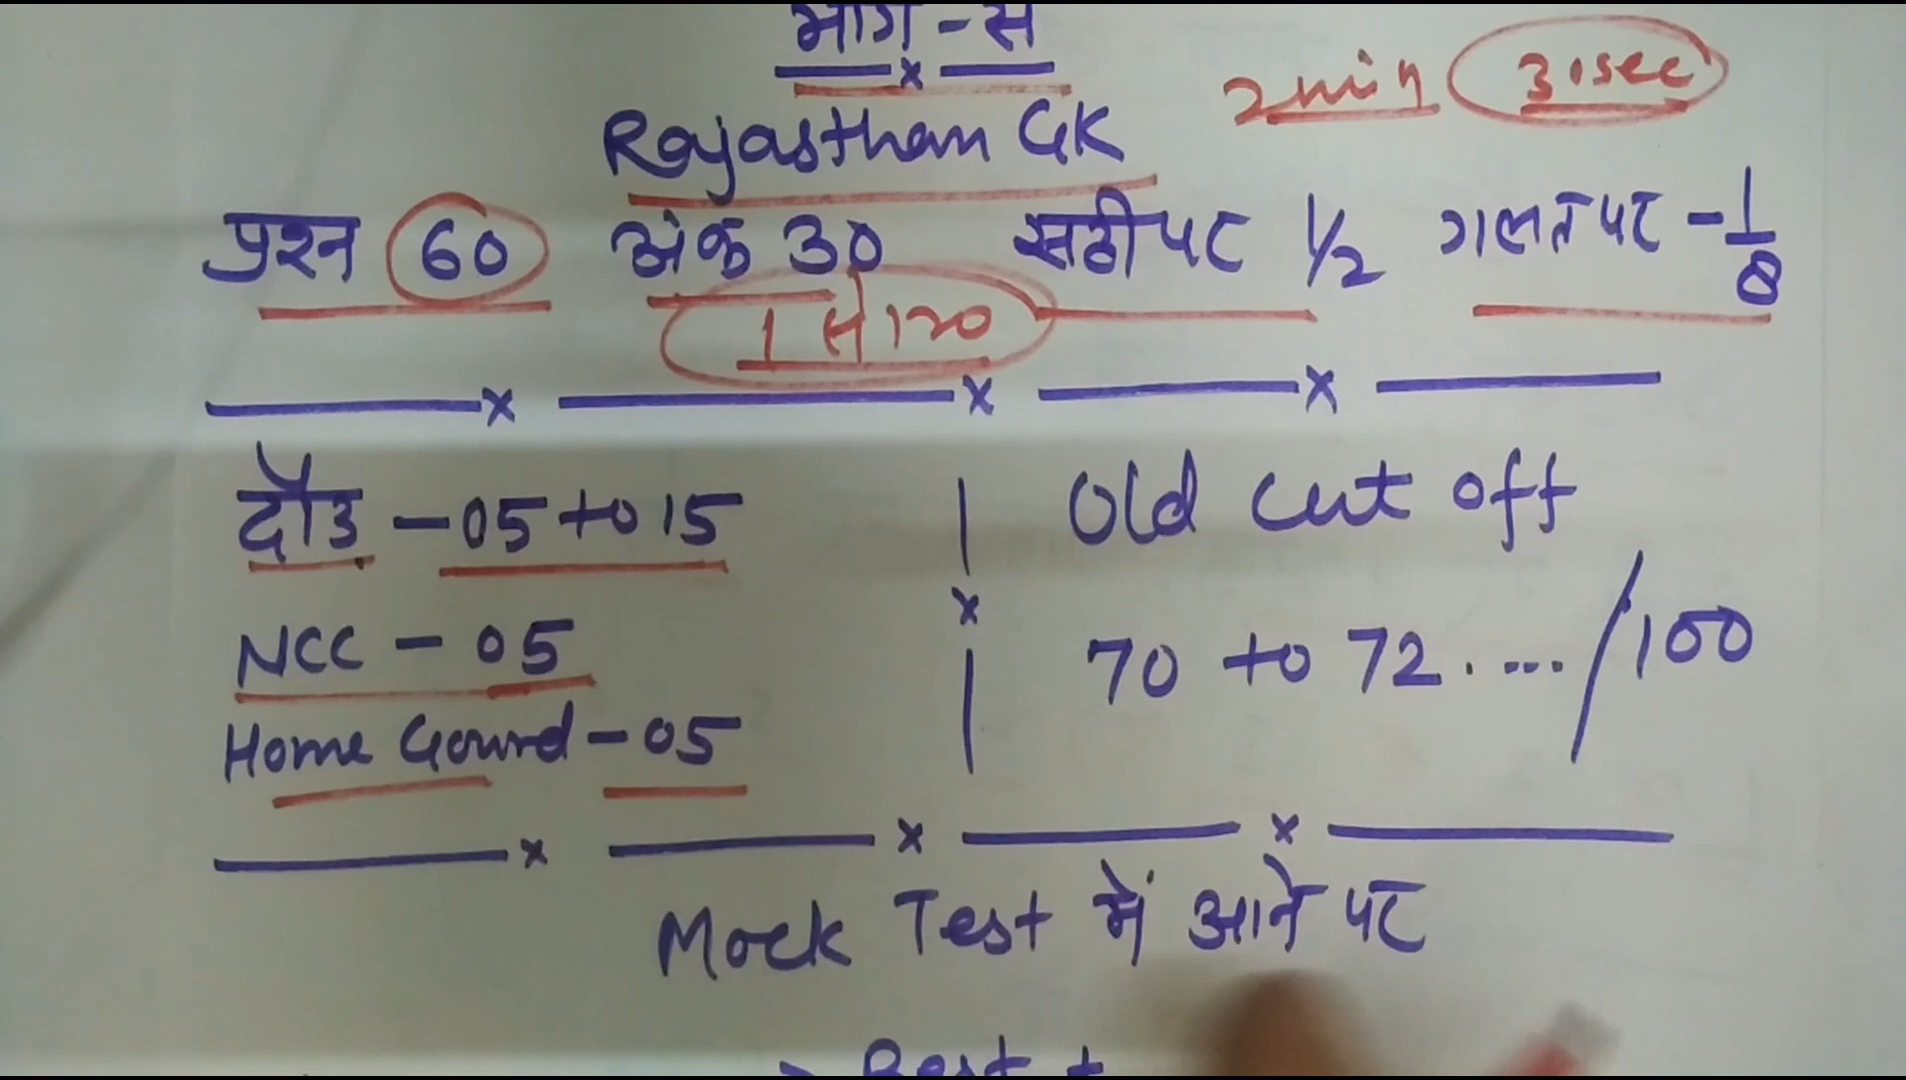 भाग - स
2 min 30 sec
Rajasthan GK
प्रश्न 60 अंक 30 सही पर 1/2 गलत पर - 1/8
1 से 120
दौड - 05 to 15
NCC - 05
Home Gourd - 05
Old cut off
70 to 72. .../100
Mock Test में आने पर